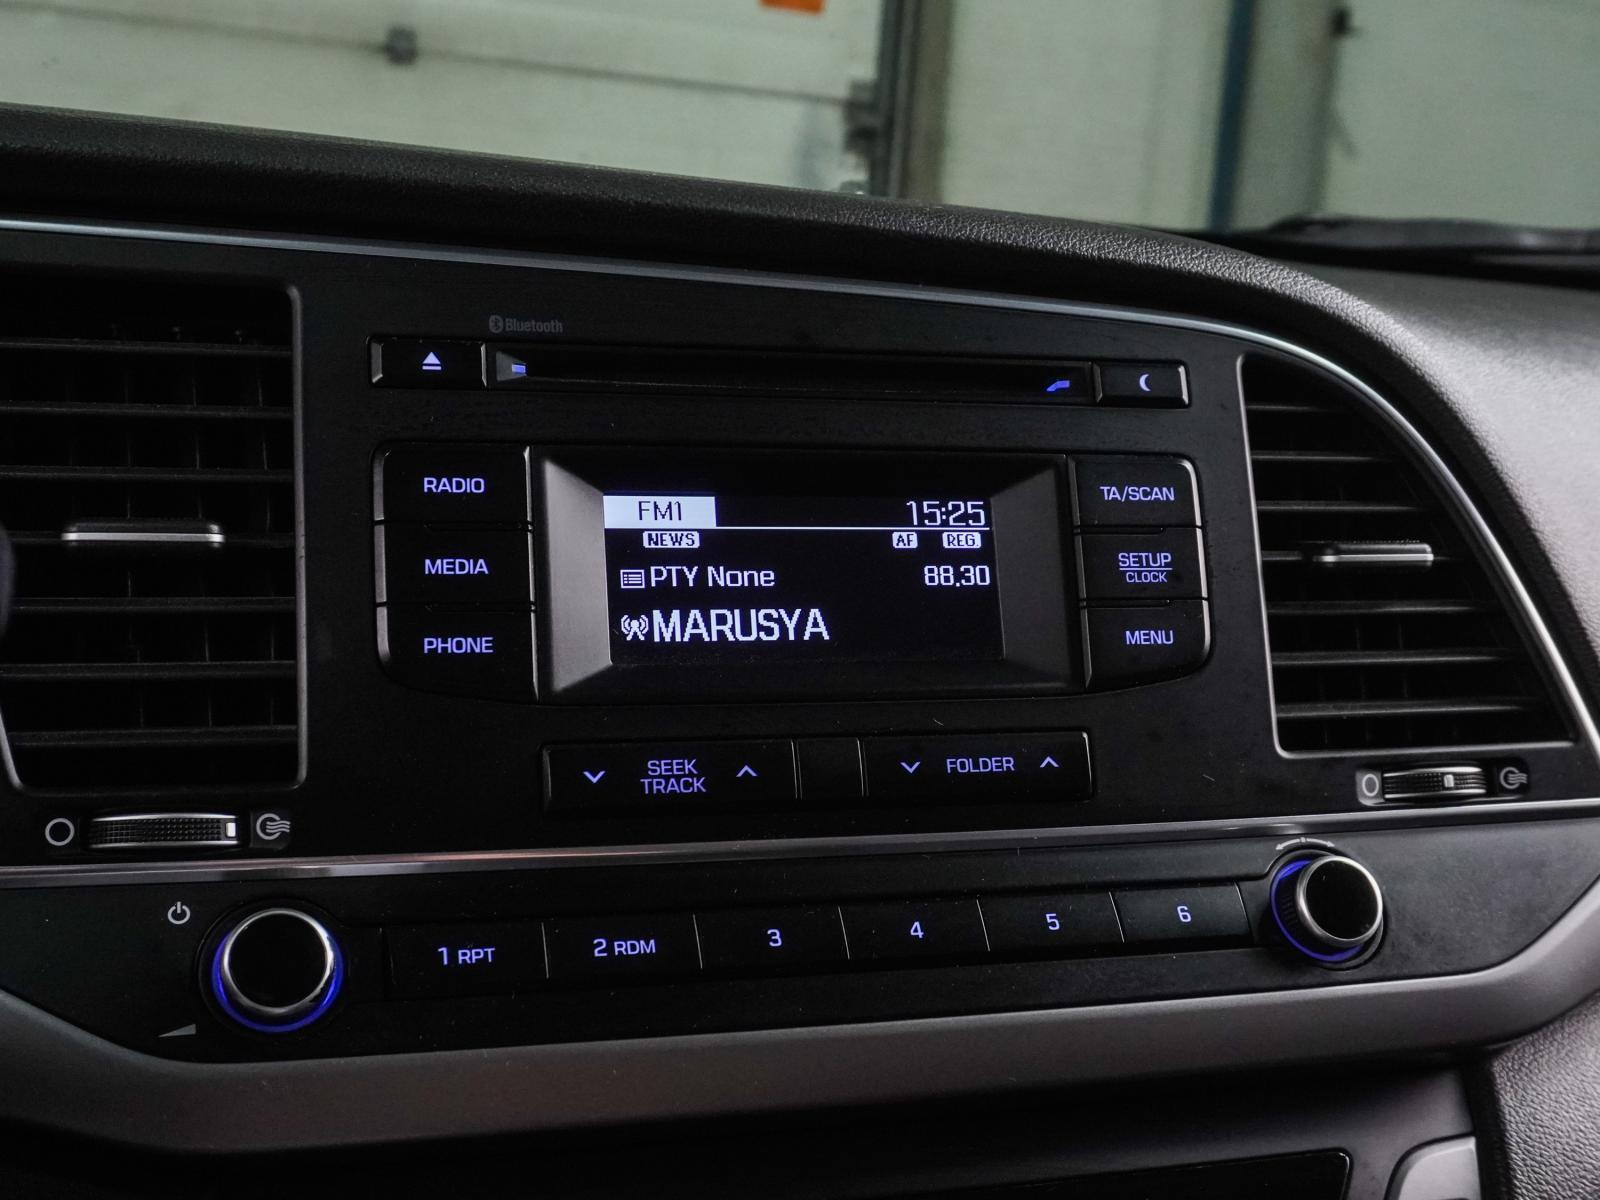 Bluetooth
RADIO
MEDIA
PHONE
FM1 15:25
NEWS AF REG.
PTY None 88.30
MARUSYA
TA/SCAN
SETUP
CLOCK
MENU
SEEK
TRACK
FOLDER
1 RPT 2 RDM 3 4 5 6